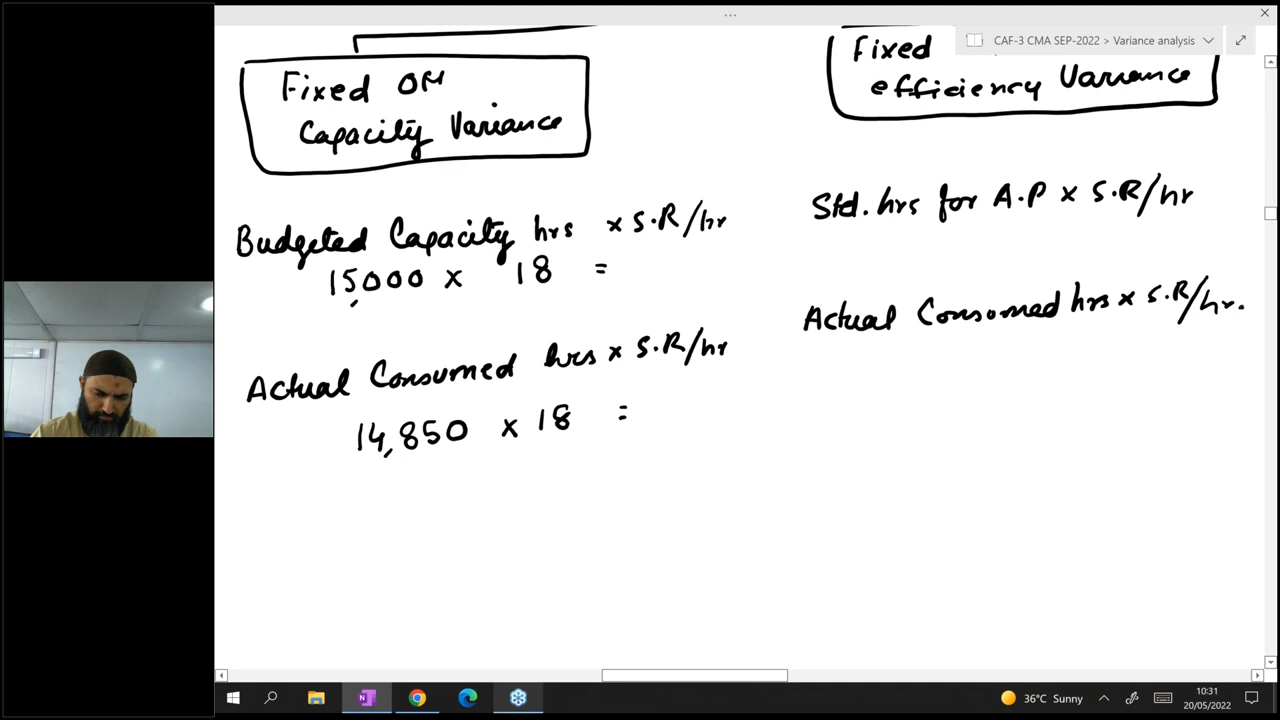 CAF-3 CMA SEP-2022 > Variance analysis
Fixed OH
Capacity Variance
Fixed
efficiency Variance
Budgeted Capacity hrs x S.R/hr
15,000 x 18 =
Actual Consumed hrs x S.R/hr
14,850 x 18 =
Std. hrs for A.P x S.R/hr
Actual Consumed hrs x S.R/hr.
36°C Sunny
10:31
20/05/2022